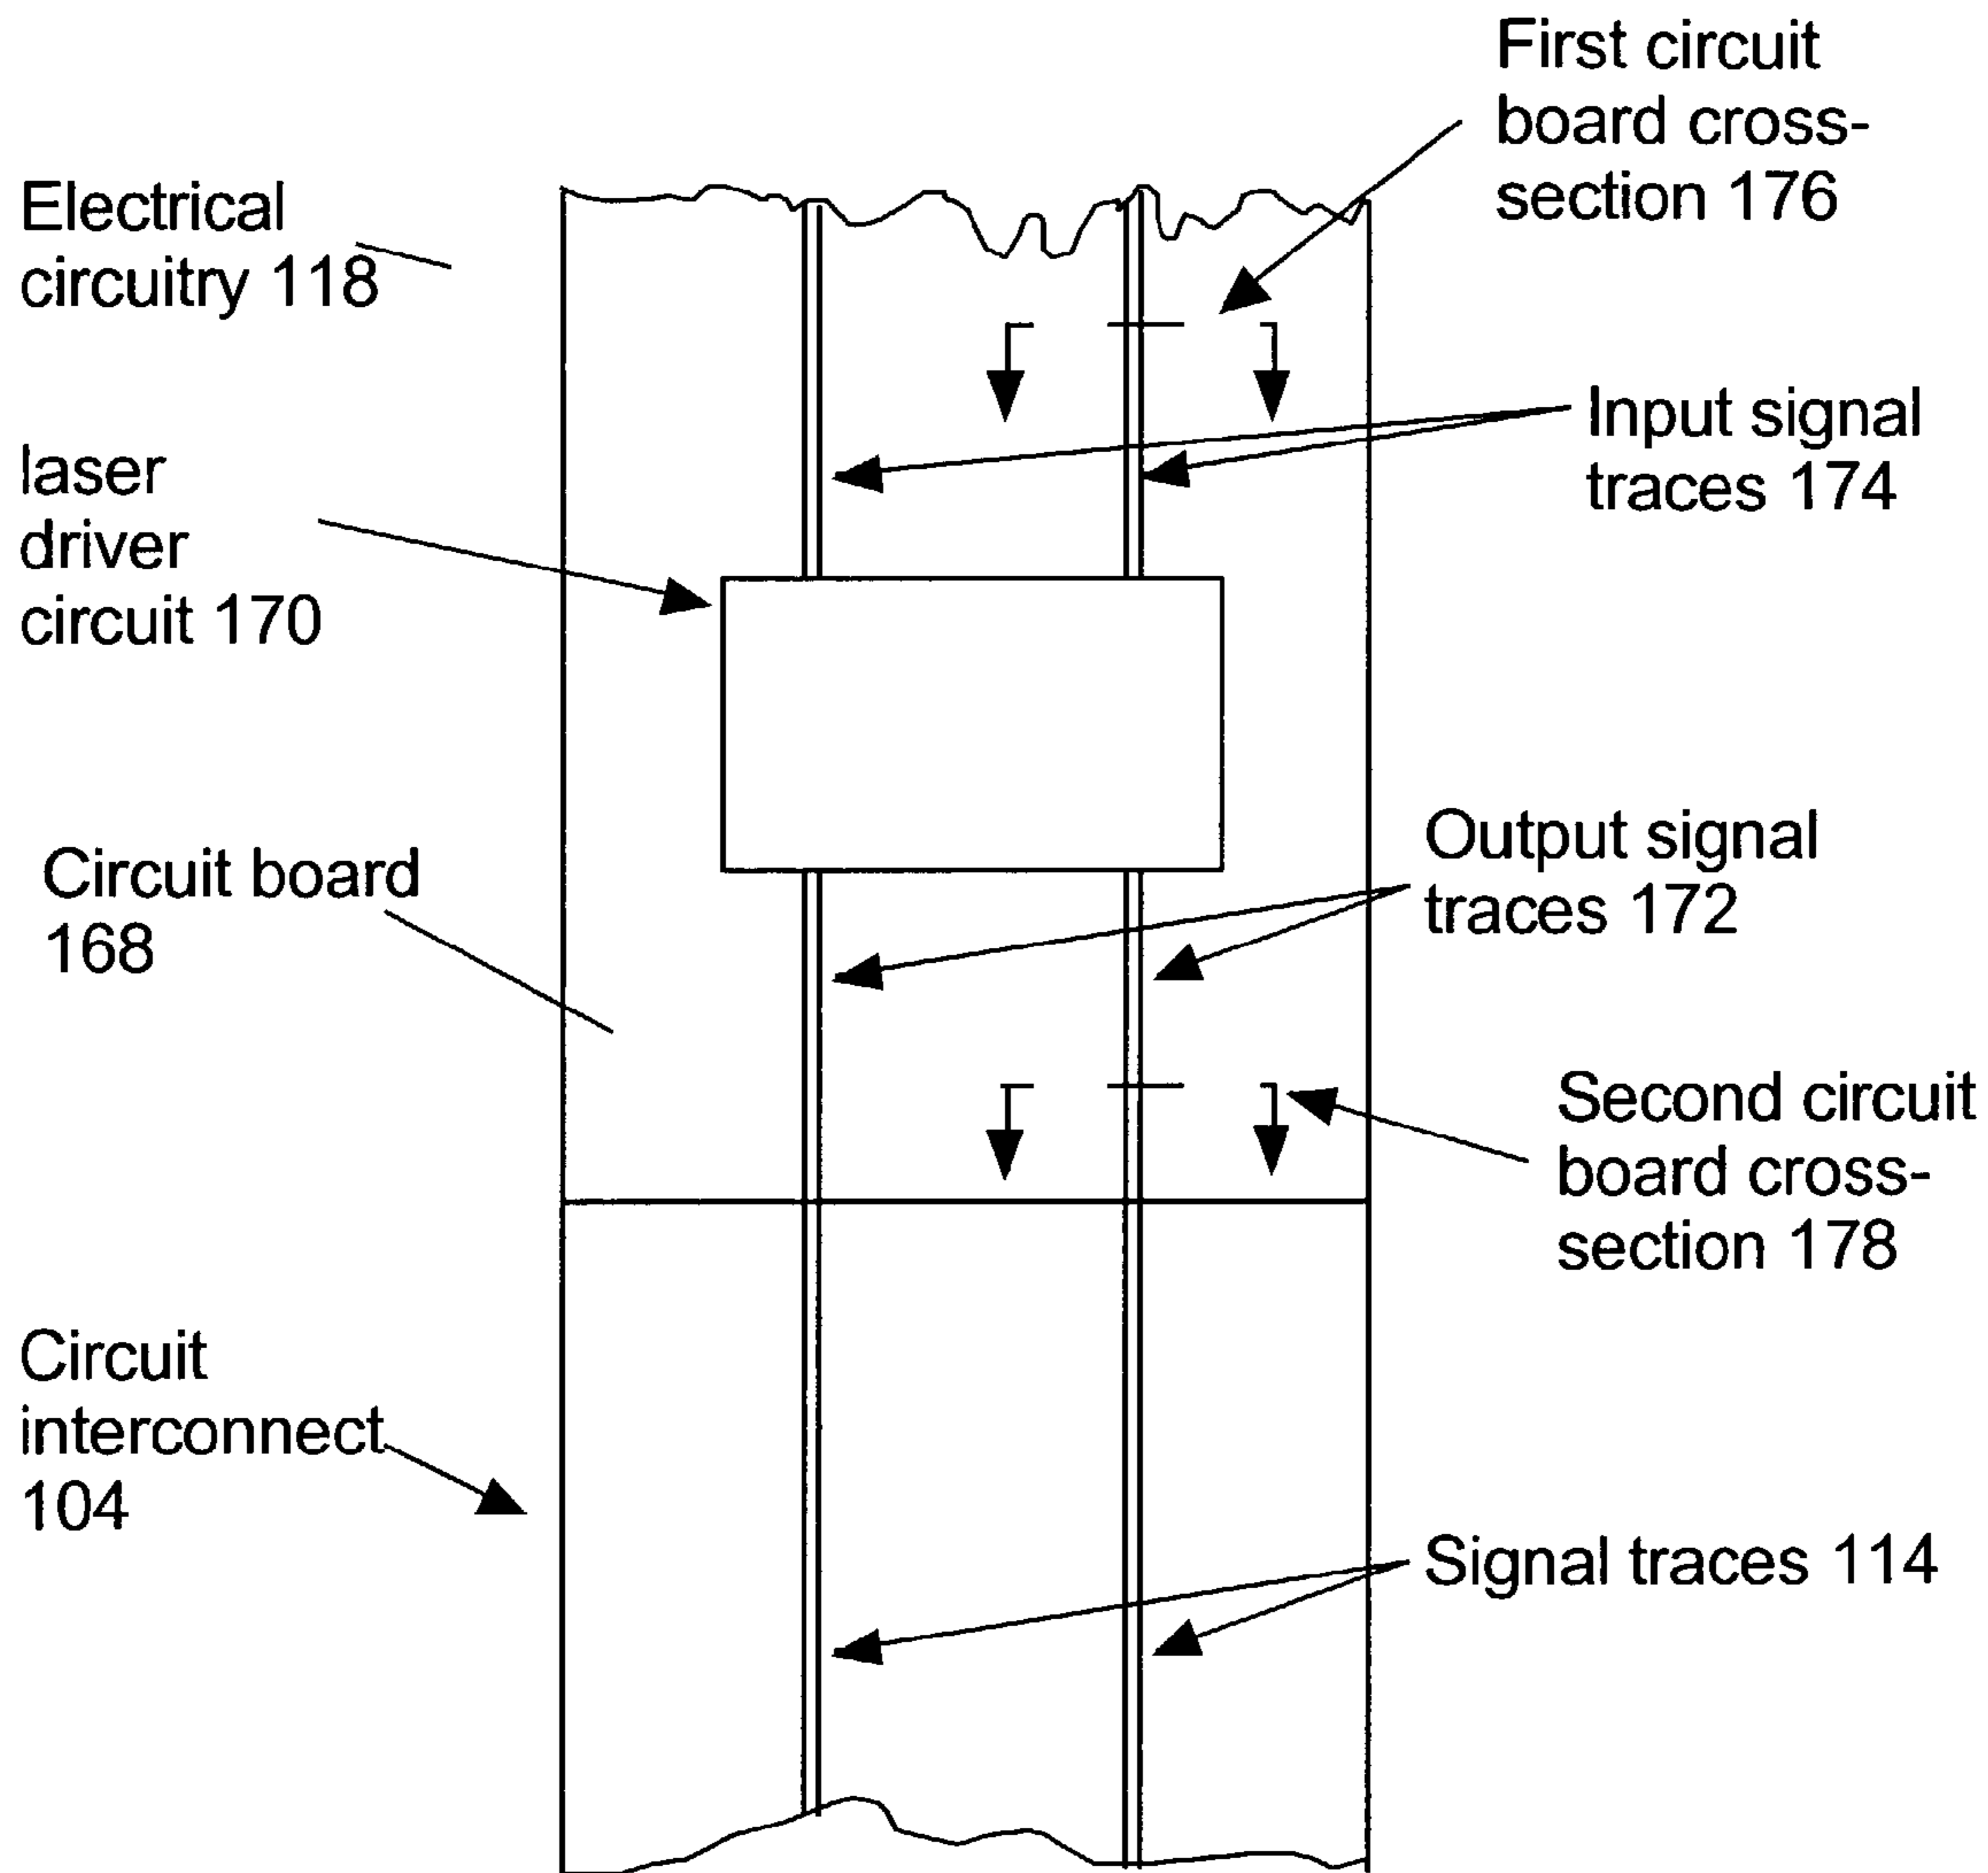 First circuit
board cross-
section 176
Electrical
circuitry 118
Input signal
traces 174
laser
driver
circuit 170
Output signal
traces 172
Circuit board
168
Second circuit
board cross-
section 178
Circuit
interconnect
104
Signal traces 114